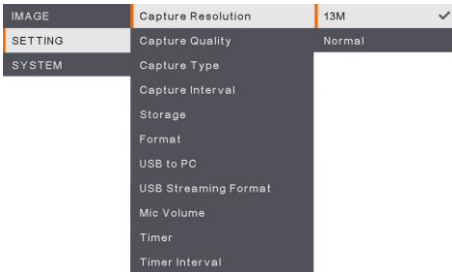 IMAGE
SETTING
SYSTEM
Capture Resolution
Capture Quality
Capture Type
Capture Interval
Storage
Format
USB to PC
USB Streaming Format
Mic Volume
Timer
Timer Interval
13M
Normal